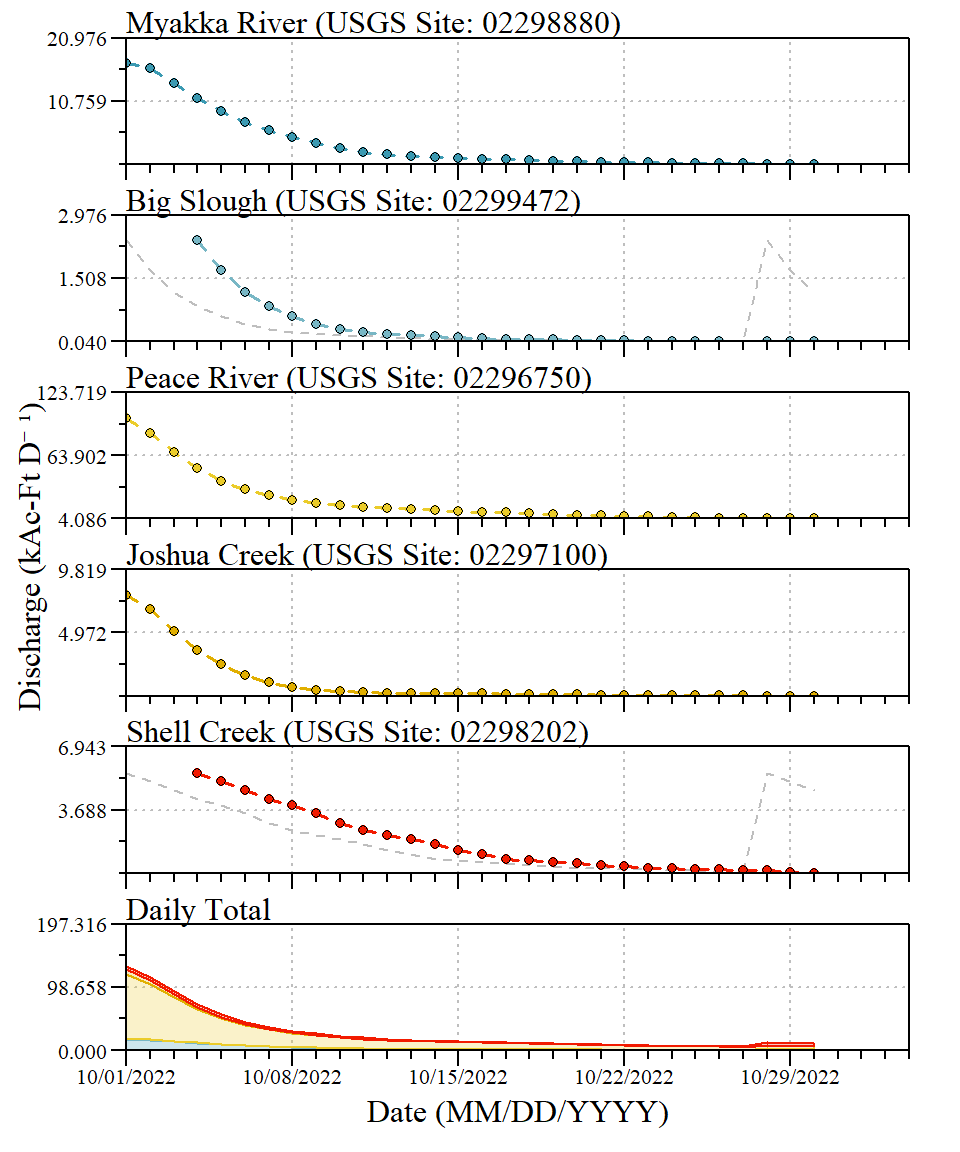 Myakka River (USGS Site: 02298880)
20.976
10.759
Big Slough (USGS Site: 02299472)
2.976
1.508
0.040
Peace River (USGS Site: 02296750)
123.719
63.902
4.086
Joshua Creek (USGS Site: 02297100)
9.819
4.972
Shell Creek (USGS Site: 02298202)
6.943
3.688
Daily Total
197.316
98.658
0.000
10/01/2022 10/08/2022 10/15/2022 10/22/2022 10/29/2022
Date (MM/DD/YYYY)
Discharge (kAc-Ft D⁻¹)